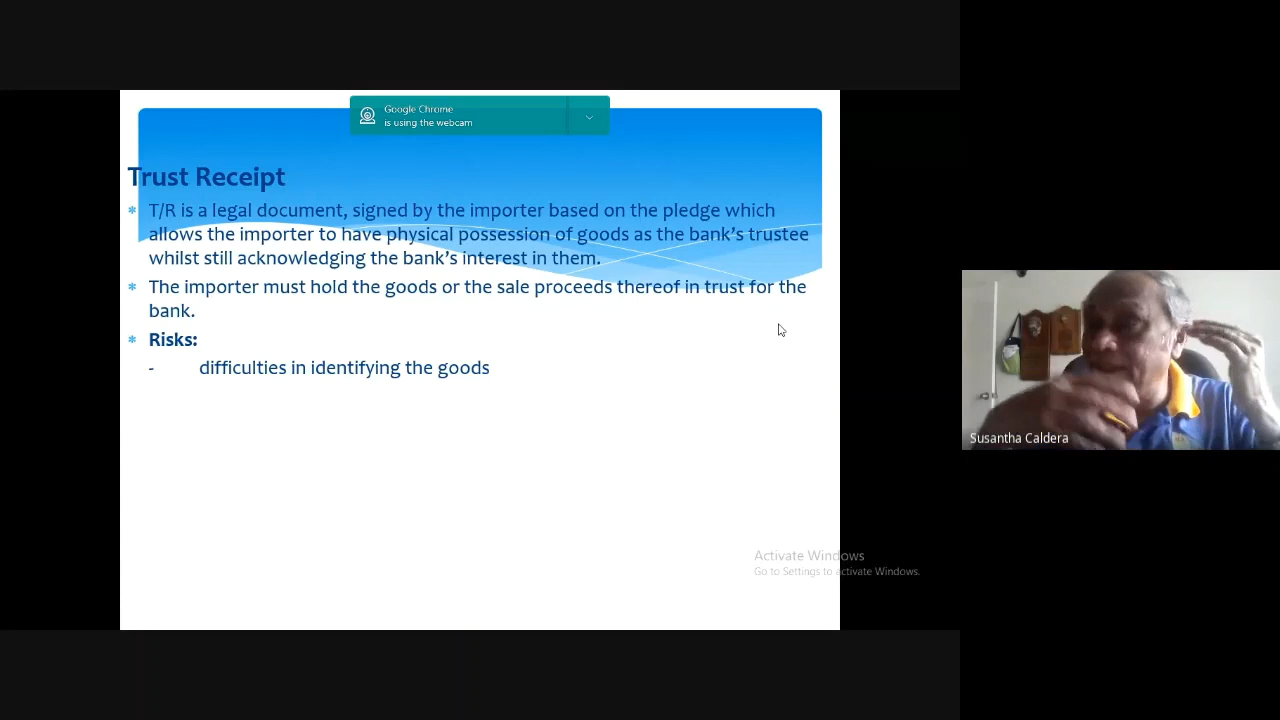 Google Chrome
is using the webcam
Trust Receipt
* T/R is a legal document, signed by the importer based on the pledge which
allows the importer to have physical possession of goods as the bank's trustee
whilst still acknowledging the bank's interest in them.
* The importer must hold the goods or the sale proceeds thereof in trust for the
bank.
* Risks:
- difficulties in identifying the goods
Susantha Caldera
Activate Windows
Go to Settings to activate Windows.